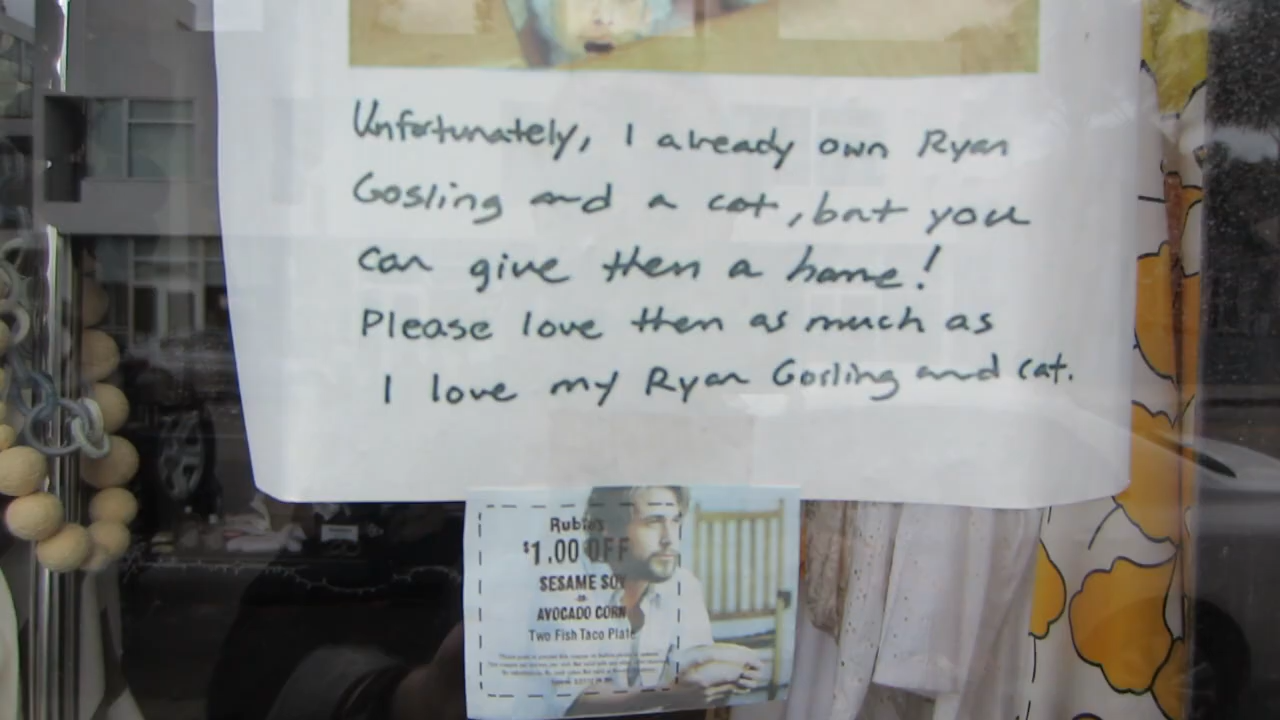 Unfortunately, I already own Ryan
Gosling and a cat, but you
can give them a home!
Please love them as much as
I love my Ryan Gosling and cat.
Rubio's
$1.00 OFF
SESAME SOY
or
AVOCADO CORN
Two Fish Taco Plate